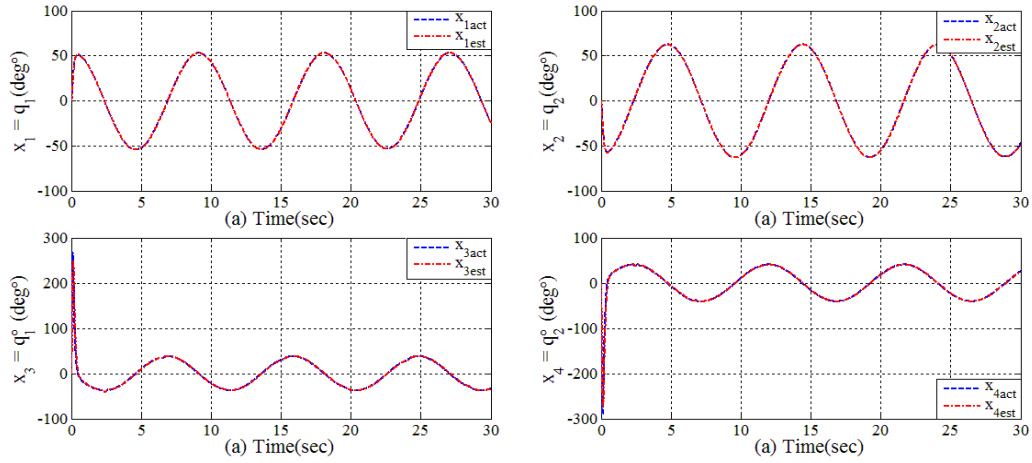 100
50
0
-50
-100
x1 = q1 (deg°)
x1act
x1est
0 5 10 15 20 25 30
(a) Time(sec)
100
50
0
-50
-100
x2 = q2(deg°)
x2act
x2est
0 5 10 15 20 25 30
(a) Time(sec)
300
200
100
0
-100
x3 = q1° (deg°)
x3act
x3est
0 5 10 15 20 25 30
(a) Time(sec)
100
0
-100
-200
-300
x4 = q2° (deg°)
x4act
x4est
0 5 10 15 20 25 30
(a) Time(sec)